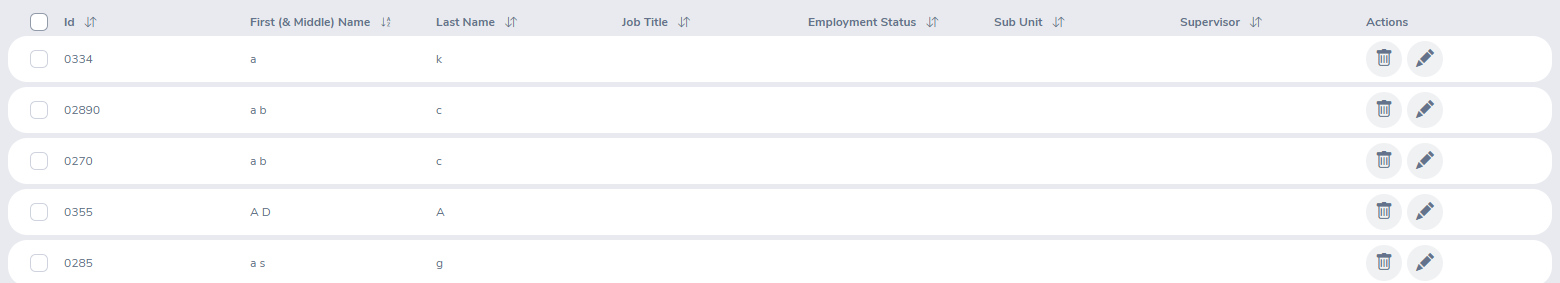 Id First (& Middle) Name Last Name Job Title Employment Status Sub Unit Supervisor Actions
0334 a k
02890 a b c
0270 a b c
0355 A D A
0285 a s g